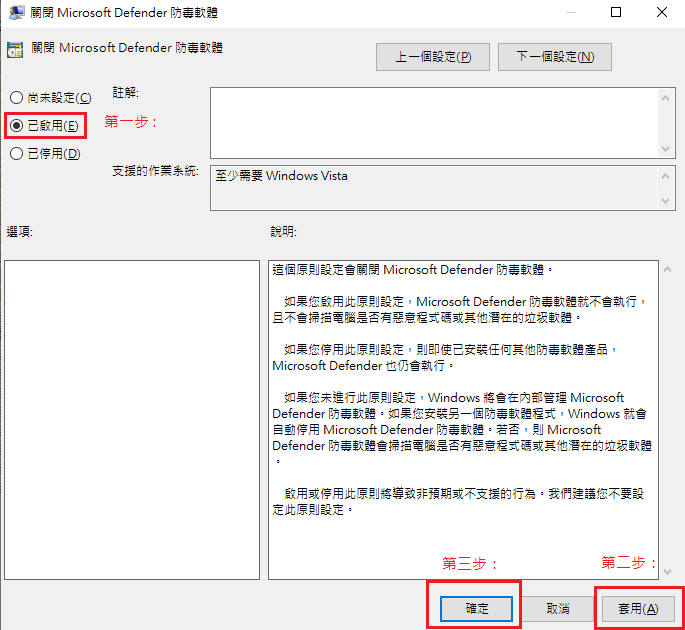 關閉 Microsoft Defender 防毒軟體
關閉 Microsoft Defender 防毒軟體
上一個設定(P)
下一個設定(N)
尚未設定(C)
註解:
已啟用(E)
第一步：
已停用(D)
支援的作業系統:
至少需要 Windows Vista
選項:
說明:
這個原則設定會關閉 Microsoft Defender 防毒軟體。
如果您啟用此原則設定，Microsoft Defender 防毒軟體就不會執行，
且不會掃描電腦是否有惡意程式碼或其他潛在的垃圾軟體。
如果您停用此原則設定，則即使已安裝任何其他防毒軟體產品，
Microsoft Defender 也仍會執行。
如果您未進行此原則設定，Windows 將會在內部管理 Microsoft
Defender 防毒軟體。如果您安裝另一個防毒軟體程式，Windows 就會
自動停用 Microsoft Defender 防毒軟體。若否，則 Microsoft
Defender 防毒軟體會掃描電腦是否有惡意程式碼或其他潛在的垃圾軟體
。
啟用或停用此原則將導致非預期或不支援的行為。我們建議您不要設
定此原則設定。
第三步：
第二步：
確定
取消
套用(A)